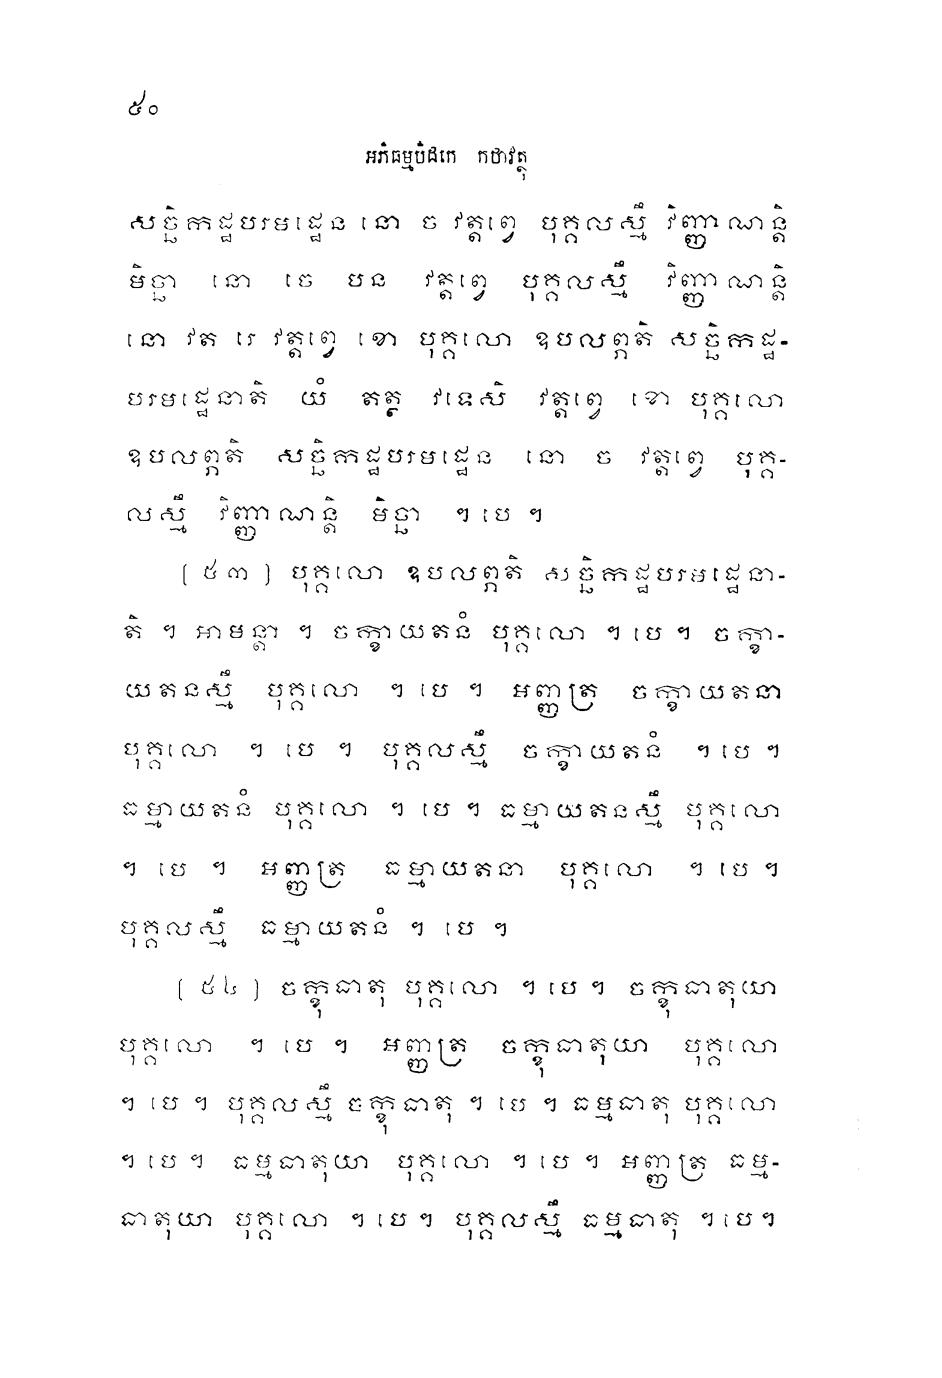 ៥០
អភិធម្មបិដកេ កថាវត្ថុ
សច្ឆិកដ្ឋបរមដ្ឋេន នោ ច វត្តព្វេ បុគ្គលស្មឹ វិញ្ញាណន្តិ
មិច្ឆា នោ ចេ បន វត្តព្វេ បុគ្គលស្មឹ វិញ្ញាណន្តិ
នោ វត រេ វត្តព្វេ ខោ បុគ្គលោ ឧបលព្ភតិ សច្ឆិកដ្ឋ-
បរមដ្ឋេនាតិ យំ តត្ថ វទេសិ វត្តព្វេ ខោ បុគ្គលោ
ឧបលព្ភតិ សច្ឆិកដ្ឋបរមដ្ឋេន នោ ច វត្តព្វេ បុគ្គ-
លស្មឹ វិញ្ញាណន្តិ មិច្ឆា ។ បេ ។
(៥៣) បុគ្គលោ ឧបលព្ភតិ សច្ឆិកដ្ឋបរមដ្ឋេនា-
តិ ។ អាមន្តា ។ ចក្ខាយតនំ បុគ្គលោ ។ បេ ។ ចក្ខា-
យតនស្មឹ បុគ្គលោ ។ បេ ។ អញ្ញត្រ ចក្ខាយតនា
បុគ្គលោ ។ បេ ។ បុគ្គលស្មឹ ចក្ខាយតនំ ។ បេ ។
ធម្មាយតនំ បុគ្គលោ ។ បេ ។ ធម្មាយតនស្មឹ បុគ្គលោ
។ បេ ។ អញ្ញត្រ ធម្មាយតនា បុគ្គលោ ។ បេ ។
បុគ្គលស្មឹ ធម្មាយតនំ ។ បេ ។
(៥៤) ចក្ខុធាតុ បុគ្គលោ ។ បេ ។ ចក្ខុធាតុយា
បុគ្គលោ ។ បេ ។ អញ្ញត្រ ចក្ខុធាតុយា បុគ្គលោ
។ បេ ។ បុគ្គលស្មឹ ចក្ខុធាតុ ។ បេ ។ ធម្មធាតុ បុគ្គលោ
។ បេ ។ ធម្មធាតុយា បុគ្គលោ ។ បេ ។ អញ្ញត្រ ធម្ម-
ធាតុយា បុគ្គលោ ។ បេ ។ បុគ្គលស្មឹ ធម្មធាតុ ។ បេ ។